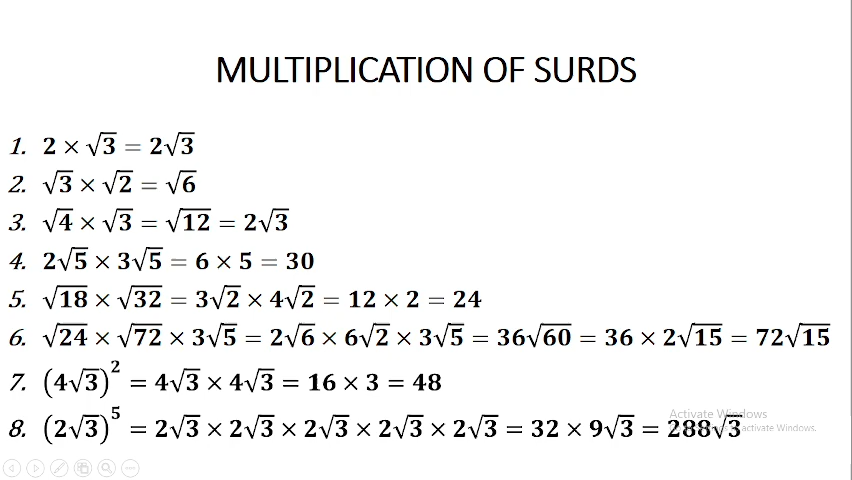 MULTIPLICATION OF SURDS
1. 2 × √3 = 2√3
2. √3 × √2 = √6
3. √4 × √3 = √12 = 2√3
4. 2√5 × 3√5 = 6 × 5 = 30
5. √18 × √32 = 3√2 × 4√2 = 12 × 2 = 24
6. √24 × √72 × 3√5 = 2√6 × 6√2 × 3√5 = 36√60 = 36 × 2√15 = 72√15
7. (4√3)² = 4√3 × 4√3 = 16 × 3 = 48
8. (2√3)⁵ = 2√3 × 2√3 × 2√3 × 2√3 × 2√3 = 32 × 9√3 = 288√3
Activate Windows
activate Windows.